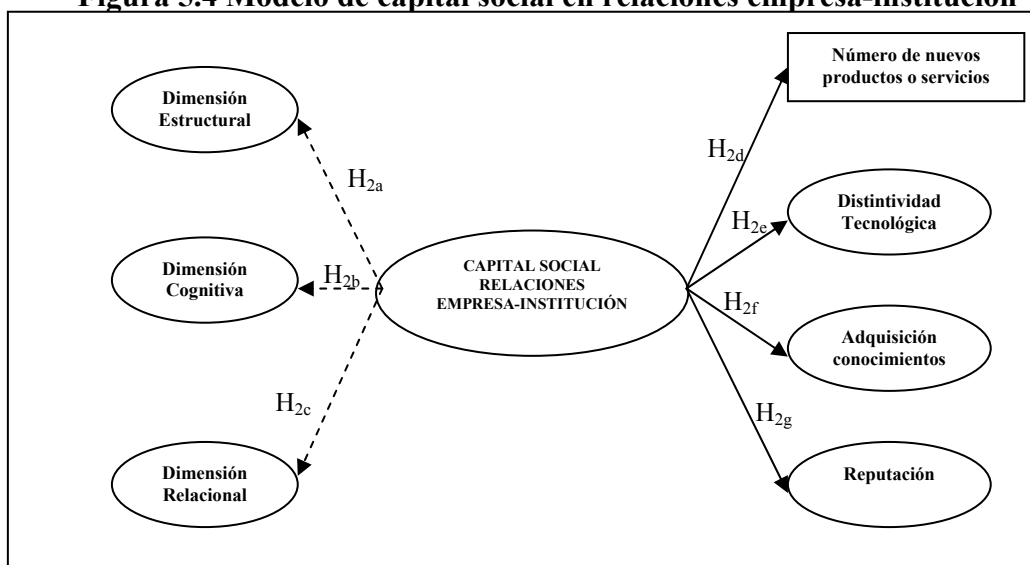 Figura 3.4 Modelo de capital social en relaciones empresa-institución
Número de nuevos
productos o servicios
Dimensión
Estructural
H2d
H2a
Distintividad
Tecnológica
H2e
Dimensión
Cognitiva
H2b
CAPITAL SOCIAL
RELACIONES
EMPRESA-INSTITUCIÓN
H2f
Adquisición
conocimientos
H2c
H2g
Dimensión
Relacional
Reputación